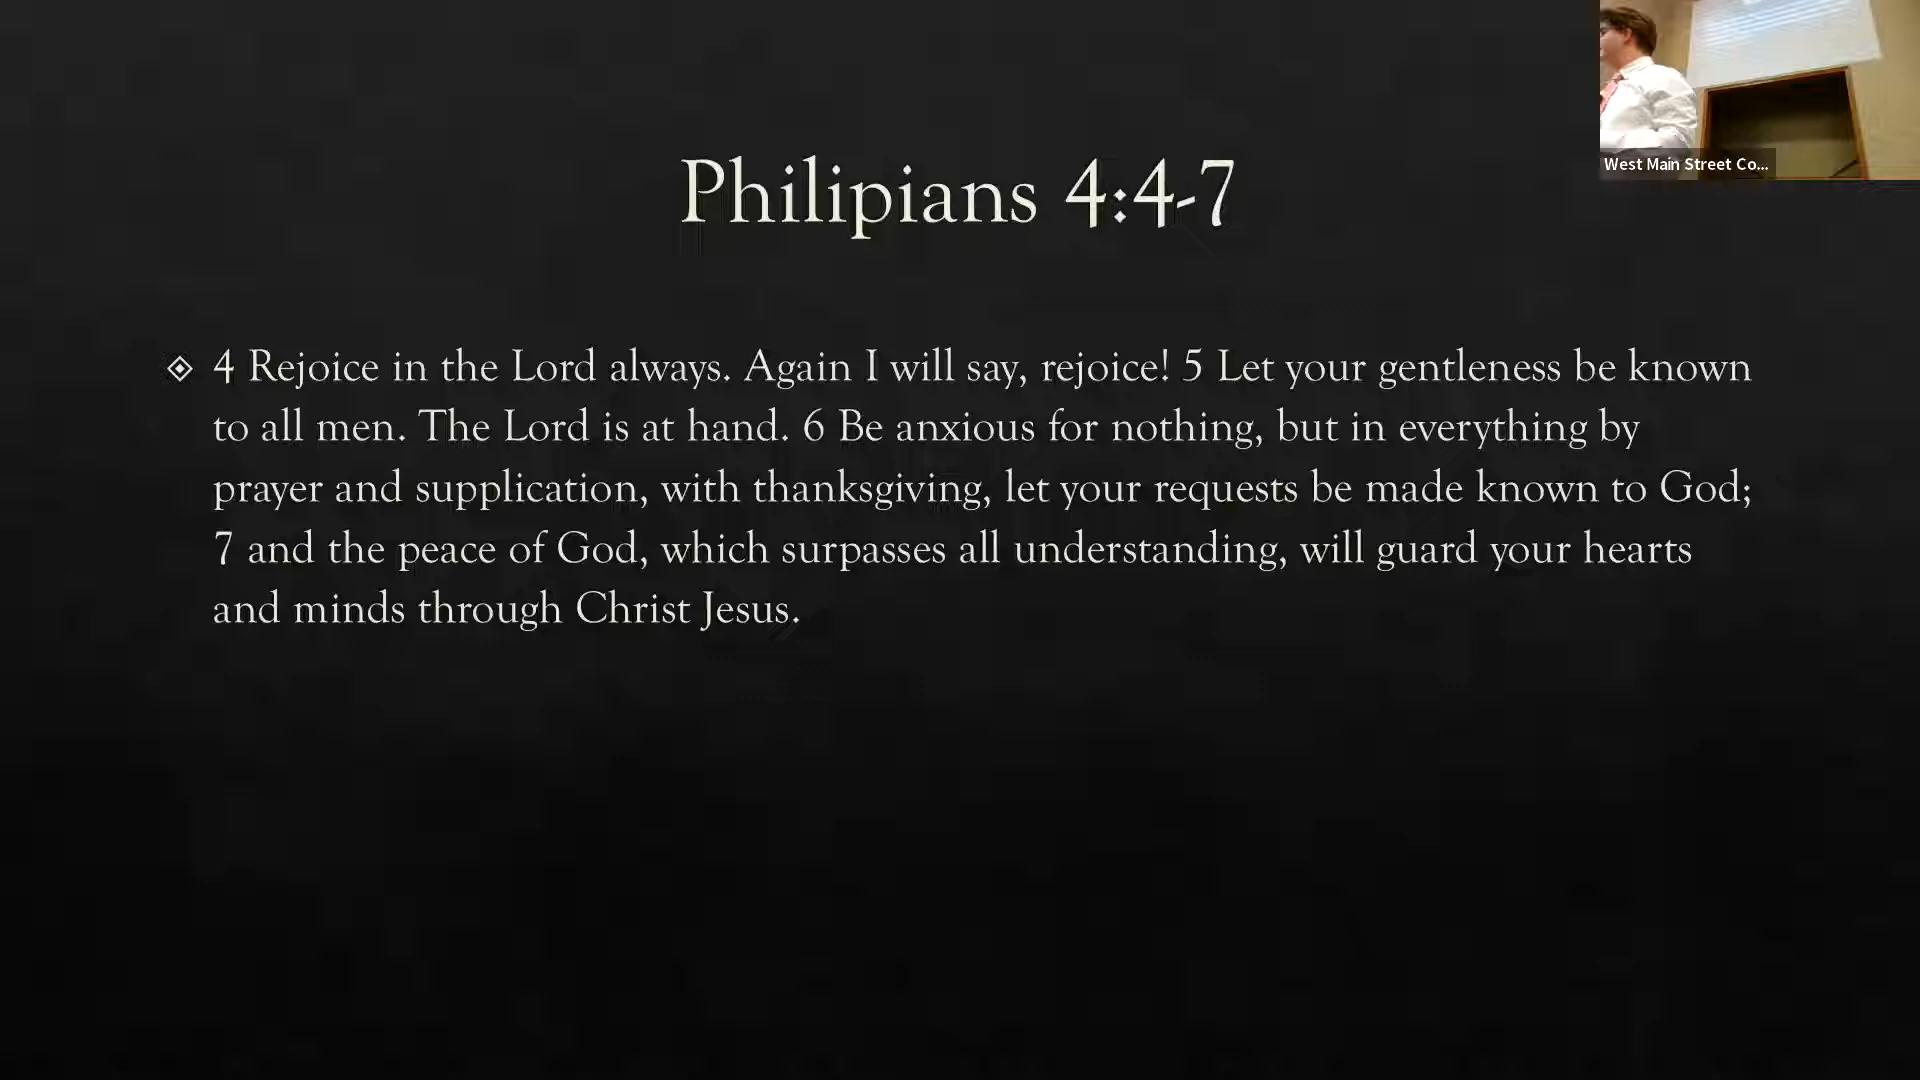 West Main Street Co...
Philipians 4:4-7
4 Rejoice in the Lord always. Again I will say, rejoice! 5 Let your gentleness be known
to all men. The Lord is at hand. 6 Be anxious for nothing, but in everything by
prayer and supplication, with thanksgiving, let your requests be made known to God;
7 and the peace of God, which surpasses all understanding, will guard your hearts
and minds through Christ Jesus.